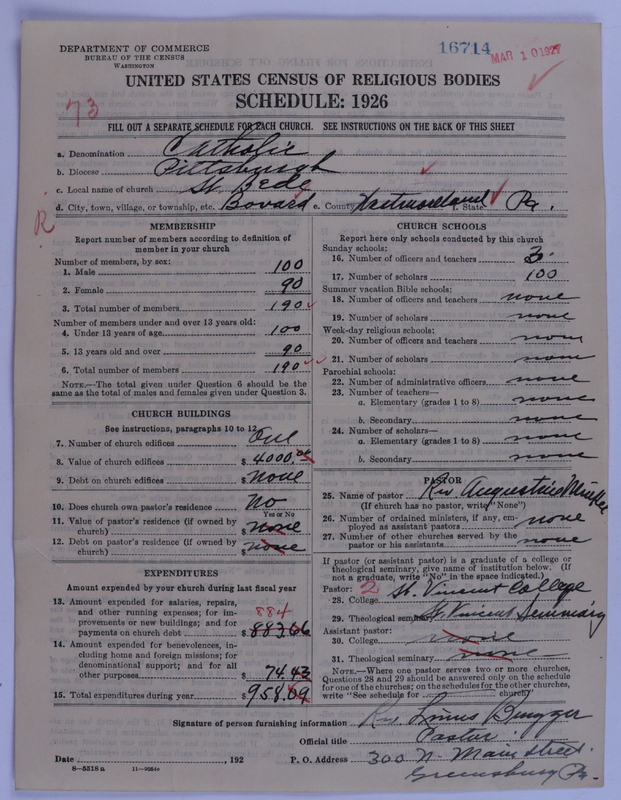 DEPARTMENT OF COMMERCE
BUREAU OF THE CENSUS
WASHINGTON
16714
MAR 10 1927
UNITED STATES CENSUS OF RELIGIOUS BODIES
SCHEDULE: 1926
73
FILL OUT A SEPARATE SCHEDULE FOR EACH CHURCH. SEE INSTRUCTIONS ON THE BACK OF THIS SHEET
a. Denomination Catholic
b. Diocese Pittsburgh
c. Local name of church St. Bede
d. City, town, village, or township, etc. Bovard e. County Westmoreland f. State Pa.
R
MEMBERSHIP
Report number of members according to definition of
member in your church
Number of members, by sex:
1. Male 100
2. Female 90
3. Total number of members 190
Number of members under and over 13 years old:
4. Under 13 years of age 100
5. 13 years old and over 90
6. Total number of members 190
NOTE.—The total given under Question 6 should be the
same as the total of males and females given under Question 3.
CHURCH BUILDINGS
See instructions, paragraphs 10 to 12
7. Number of church edifices One
8. Value of church edifices $ 4000.00
9. Debt on church edifices $ None
10. Does church own pastor's residence? No
Yes or No
11. Value of pastor's residence (if owned by
church) $ none
12. Debt on pastor's residence (if owned by
church) $ none
EXPENDITURES
Amount expended by your church during last fiscal year
13. Amount expended for salaries, repairs,
and other running expenses; for im-
provements or new buildings; and for
payments on church debt $ 883.66
884
14. Amount expended for benevolences, in-
cluding home and foreign missions; for
denominational support; and for all
other purposes $ 74.43
15. Total expenditures during year $ 958.09
CHURCH SCHOOLS
Report here only schools conducted by this church
Sunday schools:
16. Number of officers and teachers 3
17. Number of scholars 100
Summer vacation Bible schools:
18. Number of officers and teachers none
19. Number of scholars none
Week-day religious schools:
20. Number of officers and teachers none
21. Number of scholars none
Parochial schools:
22. Number of administrative officers none
23. Number of teachers—
a. Elementary (grades 1 to 8) none
b. Secondary none
24. Number of scholars—
a. Elementary (grades 1 to 8) none
b. Secondary none
PASTOR
25. Name of pastor Rev. Augustine
(If church has no pastor, write "None")
26. Number of ordained ministers, if any, em-
ployed as assistant pastors none
27. Number of other churches served by the
pastor or his assistants none
If pastor (or assistant pastor) is a graduate of a college or
theological seminary, give name of institution below. (If
not a graduate, write "No" in the space indicated.)
Pastor: 2
28. College St. Vincent College
29. Theological seminary St. Vincent Seminary
Assistant pastor:
30. College none
31. Theological seminary none
NOTE.—Where one pastor serves two or more churches,
Question 28 and 29 should be answered only on the schedule
for one of the churches; on the schedules for the other churches,
write "See schedule for church"
Signature of person furnishing information Rev. Linus Brugger
Official title Pastor
Date , 192 P. O. Address 300 N. Main Street.
Greensburg Pa.
8—5318a 11—9054a